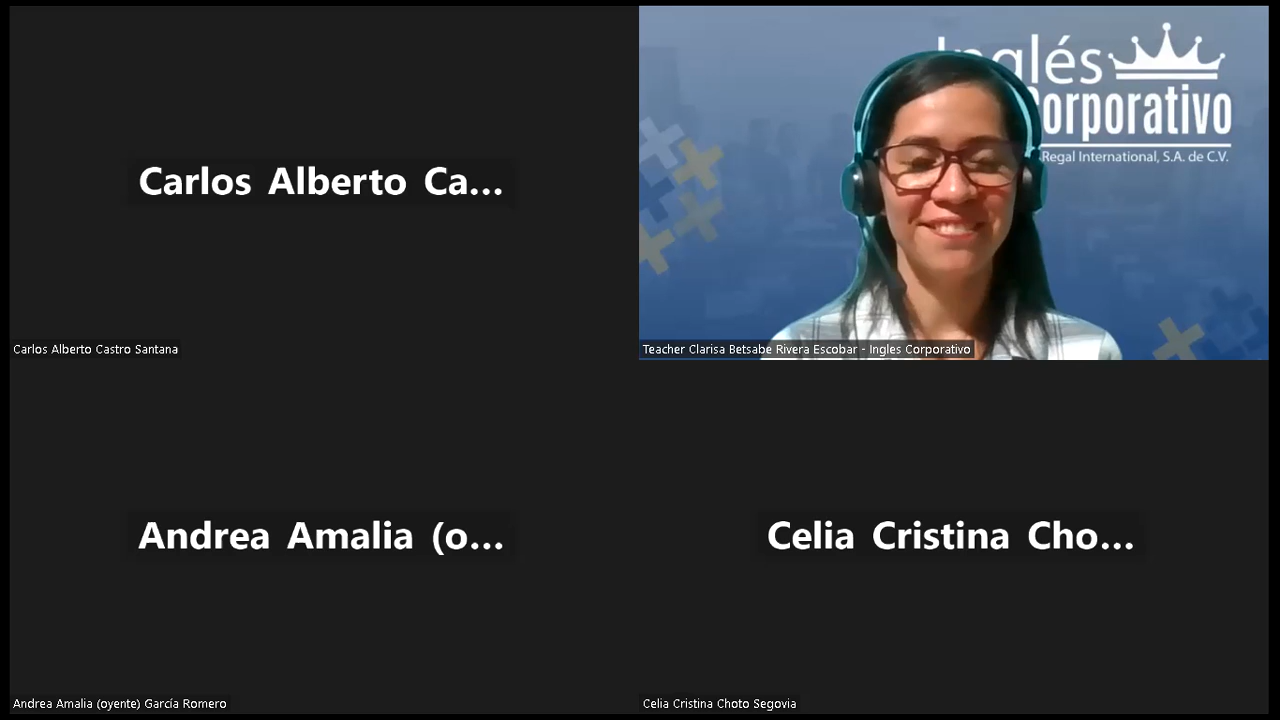 Carlos Alberto Ca...
Carlos Alberto Castro Santana
Inglés
Corporativo
Regal International, S.A. de C.V.
Teacher Clarisa Betsabe Rivera Escobar - Ingles Corporativo
Andrea Amalia (o...
Andrea Amalia (oyente) García Romero
Celia Cristina Cho...
Celia Cristina Choto Segovia